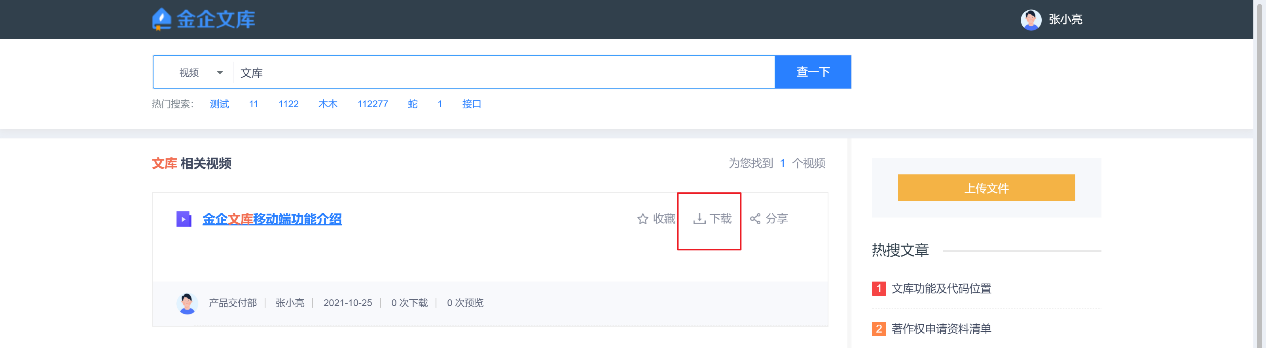 金企文库
张小亮
视频 文库 查一下
热门搜索： 测试 11 1122 木木 112277 蛇 1 接口
文库 相关视频
为您找到 1 个视频
金企文库移动端功能介绍
收藏 下载 分享
产品交付部 | 张小亮 | 2021-10-25 | 0 次下载 | 0 次预览
上传文件
热搜文章
1 文库功能及代码位置
2 著作权申请资料清单